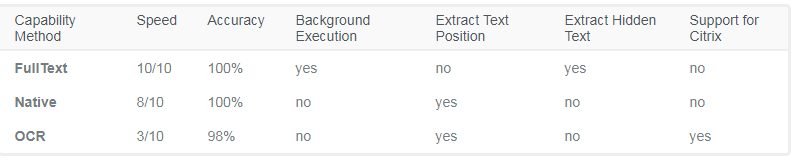 Capability Speed Accuracy Background Extract Text Extract Hidden Support for
Method Execution Position Text Citrix
FullText 10/10 100% yes no yes no
Native 8/10 100% no yes no no
OCR 3/10 98% no yes no yes